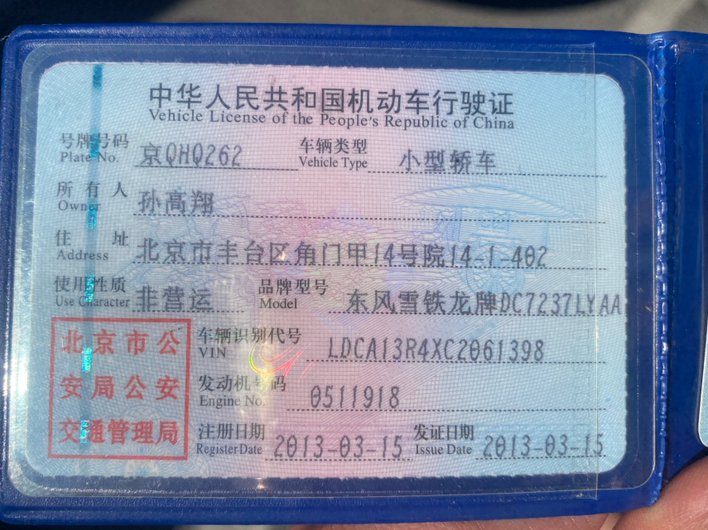 中华人民共和国机动车行驶证
Vehicle License of the People's Republic of China
号牌号码 Plate No. 京QHQ262 车辆类型 Vehicle Type 小型轿车
所有人 Owner 孙高翔
住址 Address 北京市丰台区角门甲14号院14-1-402
使用性质 Use Character 非营运 品牌型号 Model 东风雪铁龙牌DC7237LYAA
车辆识别代号 VIN LDCA13R4XC2061398
发动机号码 Engine No. 0511918
注册日期 Register Date 2013-03-15 发证日期 Issue Date 2013-03-15
北京市公
安局公安
交通管理局